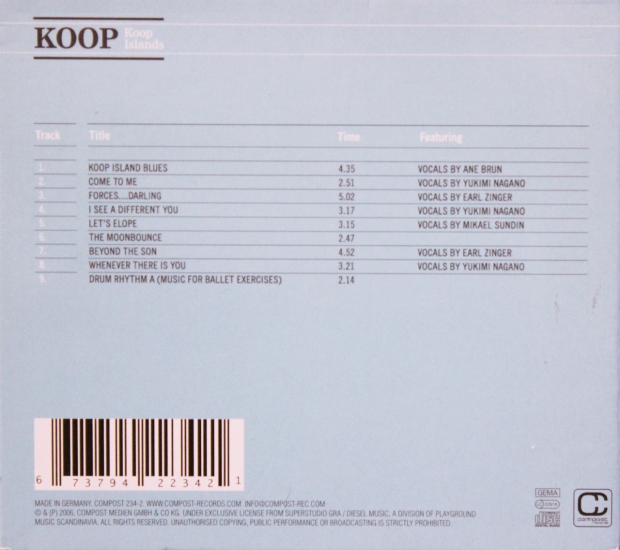 KOOP Koop
Islands
Track Title Time Featuring
1. KOOP ISLAND BLUES 4.35 VOCALS BY ANE BRUN
2. COME TO ME 2.51 VOCALS BY YUKIMI NAGANO
3. FORCES....DARLING 5.02 VOCALS BY EARL ZINGER
4. I SEE A DIFFERENT YOU 3.17 VOCALS BY YUKIMI NAGANO
5. LET'S ELOPE 3.15 VOCALS BY MIKAEL SUNDIN
6. THE MOONBOUNCE 2.47
7. BEYOND THE SON 4.52 VOCALS BY EARL ZINGER
8. WHENEVER THERE IS YOU 3.21 VOCALS BY YUKIMI NAGANO
9. DRUM RHYTHM A (MUSIC FOR BALLET EXERCISES) 2.14
6 73794 22342 1
MADE IN GERMANY. COMPOST 234-2. WWW.COMPOST-RECORDS.COM INFO@COMPOST-REC.COM
© & (P) 2006, COMPOST MEDIEN GMBH & CO KG. UNDER EXCLUSIVE LICENSE FROM SUPERSTUDIO GRA / DIESEL MUSIC, A DIVISION OF PLAYGROUND
MUSIC SCANDINAVIA. ALL RIGHTS RESERVED. UNAUTHORISED COPYING, PUBLIC PERFORMANCE OR BROADCASTING IS STRICTLY PROHIBITED.
GEMA
compost